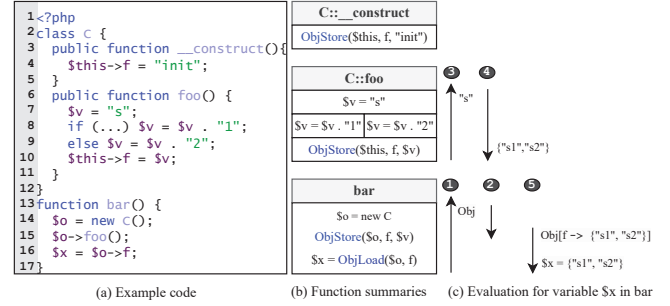 1 <?php
2 class C {
3 public function __construct(){
4 $this->f = "init";
5 }
6 public function foo() {
7 $v = "s";
8 if (...) $v = $v . "1";
9 else $v = $v . "2";
10 $this->f = $v;
11 }
12 }
13 function bar() {
14 $o = new C();
15 $o->foo();
16 $x = $o->f;
17 }
(a) Example code
C::__construct
ObjStore($this, f, "init")
C::foo
$v = "s"
$v = $v . "1" $v = $v . "2"
ObjStore($this, f, $v)
bar
$o = new C
ObjStore($o, f, $v)
$x = ObjLoad($o, f)
(b) Function summaries
3 4
"s"
{"s1","s2"}
1 2 5
Obj
Obj[f -> {"s1", "s2"}]
$x = {"s1", "s2"}
(c) Evaluation for variable $x in bar